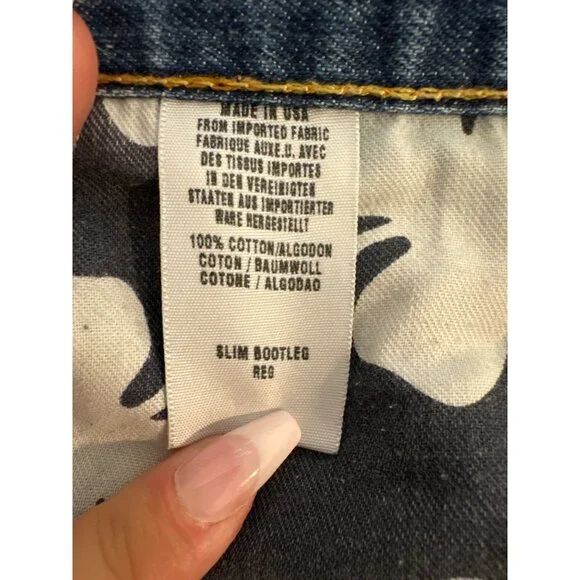 MADE IN USA
FROM IMPORTED FABRIC
FABRIQUE AUXE.U. AVEC
DES TISSUS IMPORTES
IN DEN VEREINIGTEN
STAATEN AUS IMPORTIERTER
WARE HERGESTELLT
100% COTTON/ALGODON
COTON / BAUMWOLL
COTONE / ALGODAO
SLIM BOOTLEG
REG